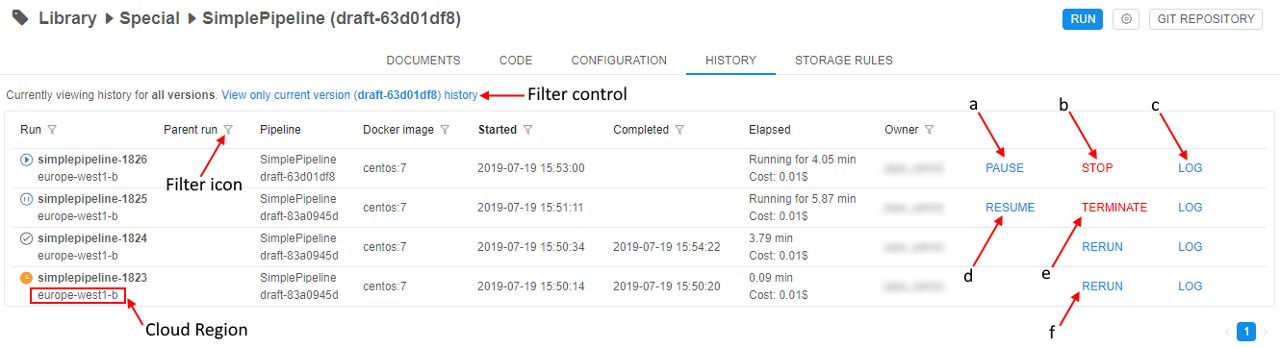 Library > Special > SimplePipeline (draft-63d01df8)
RUN
GIT REPOSITORY
DOCUMENTS CODE CONFIGURATION HISTORY STORAGE RULES
Currently viewing history for all versions. View only current version (draft-63d01df8) history
Filter control
a b c
Run Parent run Pipeline Docker image Started Completed Elapsed Owner
simplepipeline-1826 SimplePipeline centos:7 2019-07-19 15:53:00 Running for 4.05 min PAUSE STOP LOG
europe-west1-b draft-63d01df8 Cost: 0.01$
Filter icon
simplepipeline-1825 SimplePipeline centos:7 2019-07-19 15:51:11 Running for 5.87 min RESUME TERMINATE LOG
europe-west1-b draft-83a0945d Cost: 0.01$
simplepipeline-1824 SimplePipeline centos:7 2019-07-19 15:50:34 2019-07-19 15:54:22 3.79 min RERUN LOG
europe-west1-b draft-83a0945d Cost: 0.01$
d e
simplepipeline-1823 SimplePipeline centos:7 2019-07-19 15:50:14 2019-07-19 15:50:20 0.09 min RERUN LOG
europe-west1-b draft-83a0945d Cost: 0.01$
Cloud Region
f
< 1 >